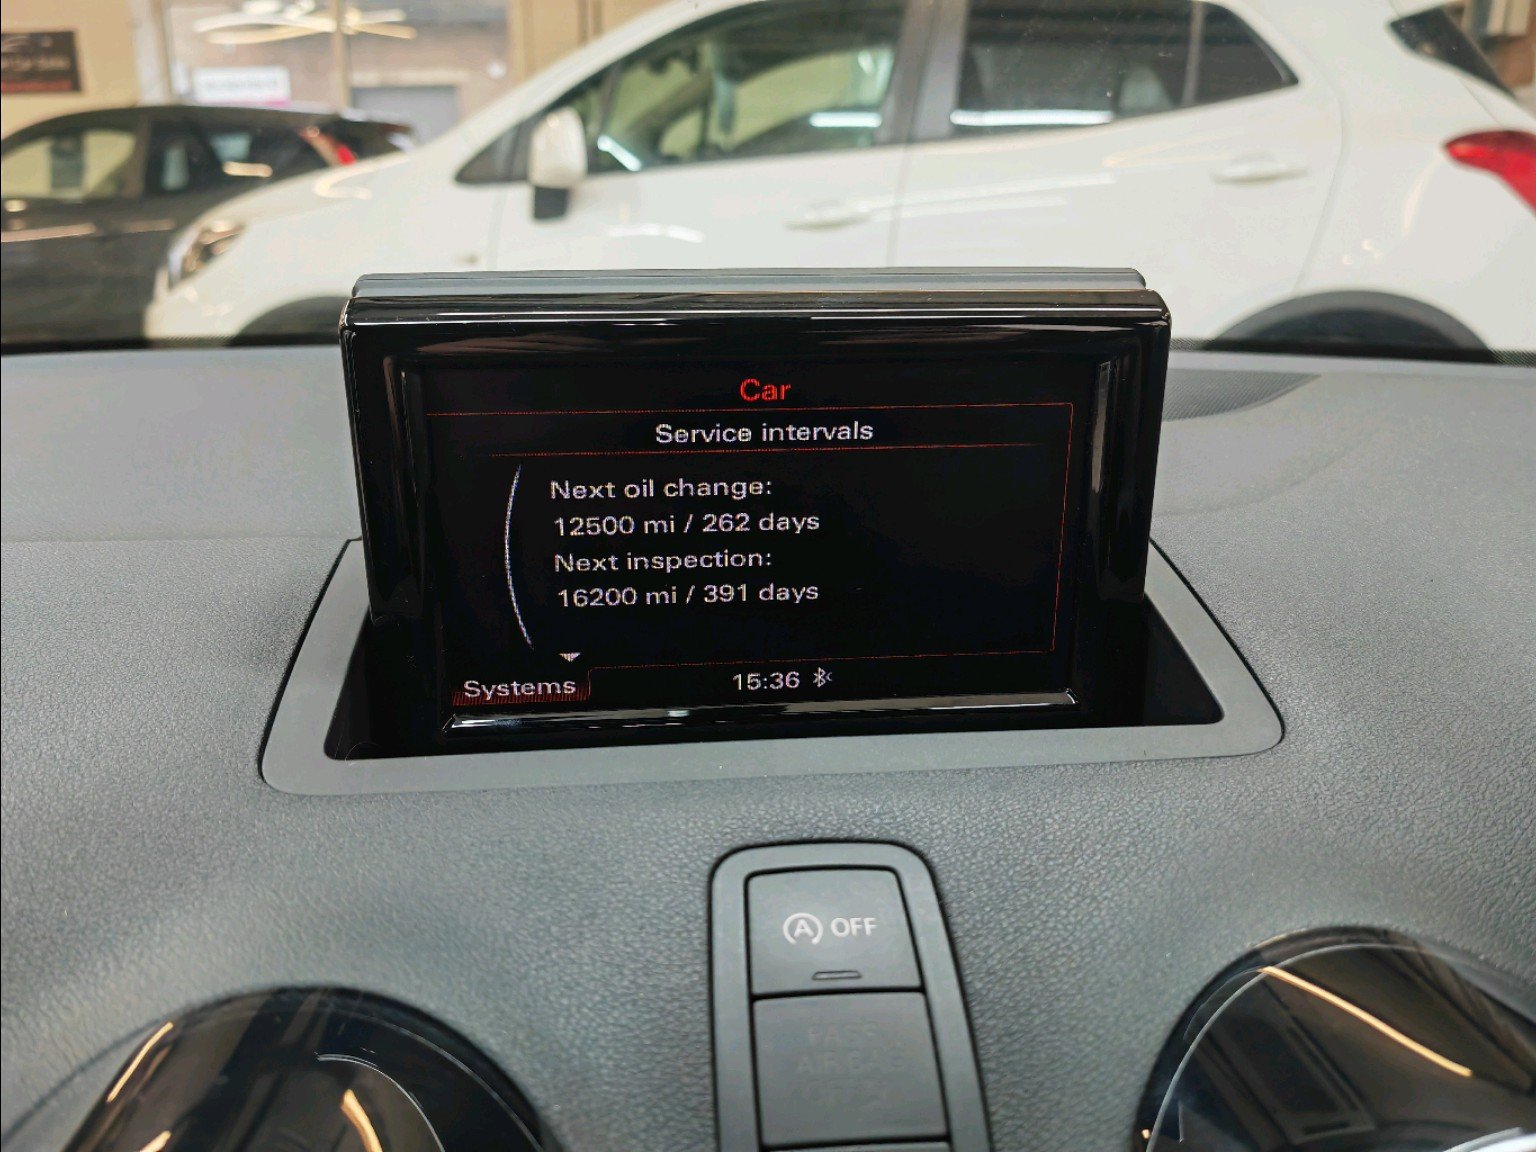 Car
Service intervals
Next oil change:
12500 mi / 262 days
Next inspection:
16200 mi / 391 days
Systems
15:36
A OFF